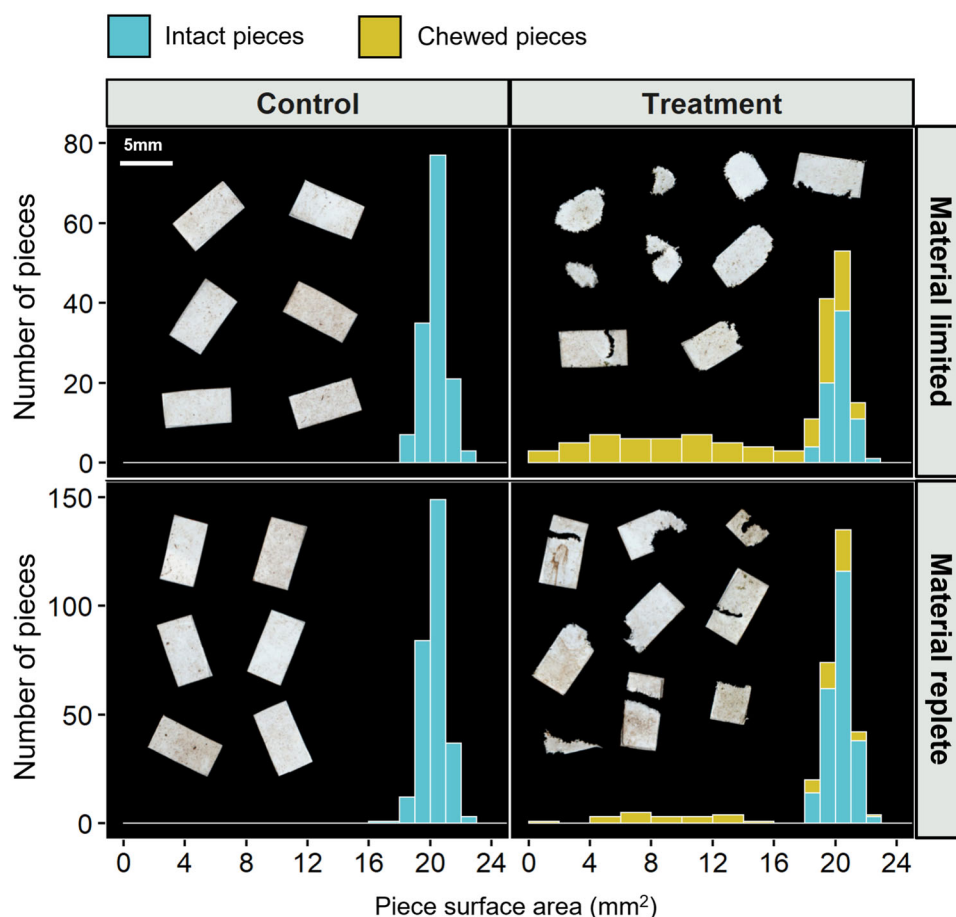 Intact pieces
Chewed pieces
Control
Treatment
5mm
80
60
40
20
0
Number of pieces
Material limited
150
100
50
0
Number of pieces
Material replete
0 4 8 12 16 20 24
0 4 8 12 16 20 24
Piece surface area (mm²)